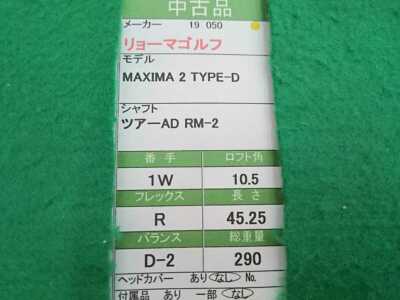 中古品
メーカー 19 050
リョーマゴルフ
モデル
MAXIMA 2 TYPE-D
シャフト
ツアーAD RM-2
番手 ロフト角
1W 10.5
フレックス 長さ
R 45.25
バランス 総重量
D-2 290
ヘッドカバー あり なし No.
付属品 あり 一部 なし